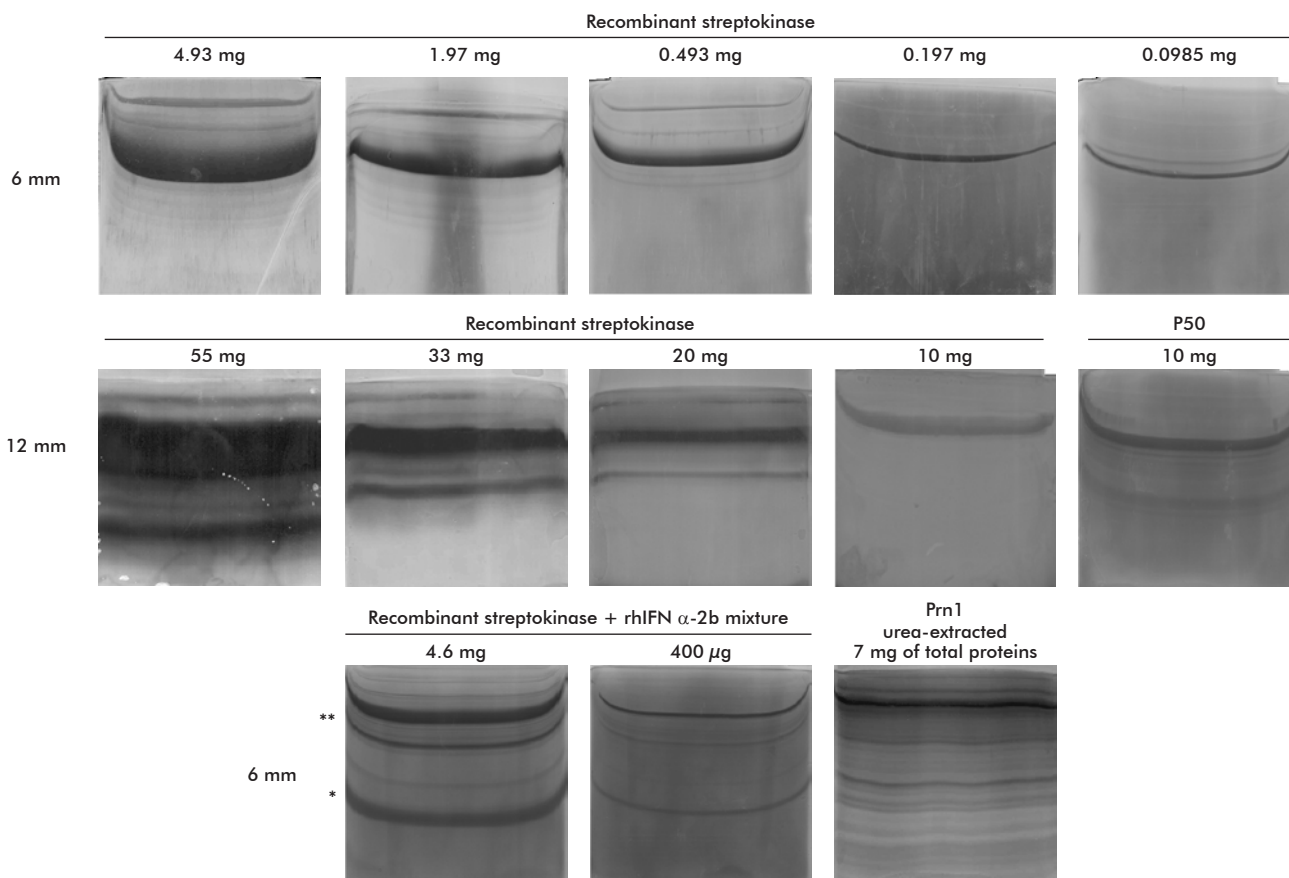 Recombinant streptokinase
4.93 mg 1.97 mg 0.493 mg 0.197 mg 0.0985 mg
6 mm
Recombinant streptokinase P50
55 mg 33 mg 20 mg 10 mg 10 mg
12 mm
Recombinant streptokinase + rhIFN α-2b mixture
4.6 mg 400 µg
Prn1
urea-extracted
7 mg of total proteins
**
6 mm
*